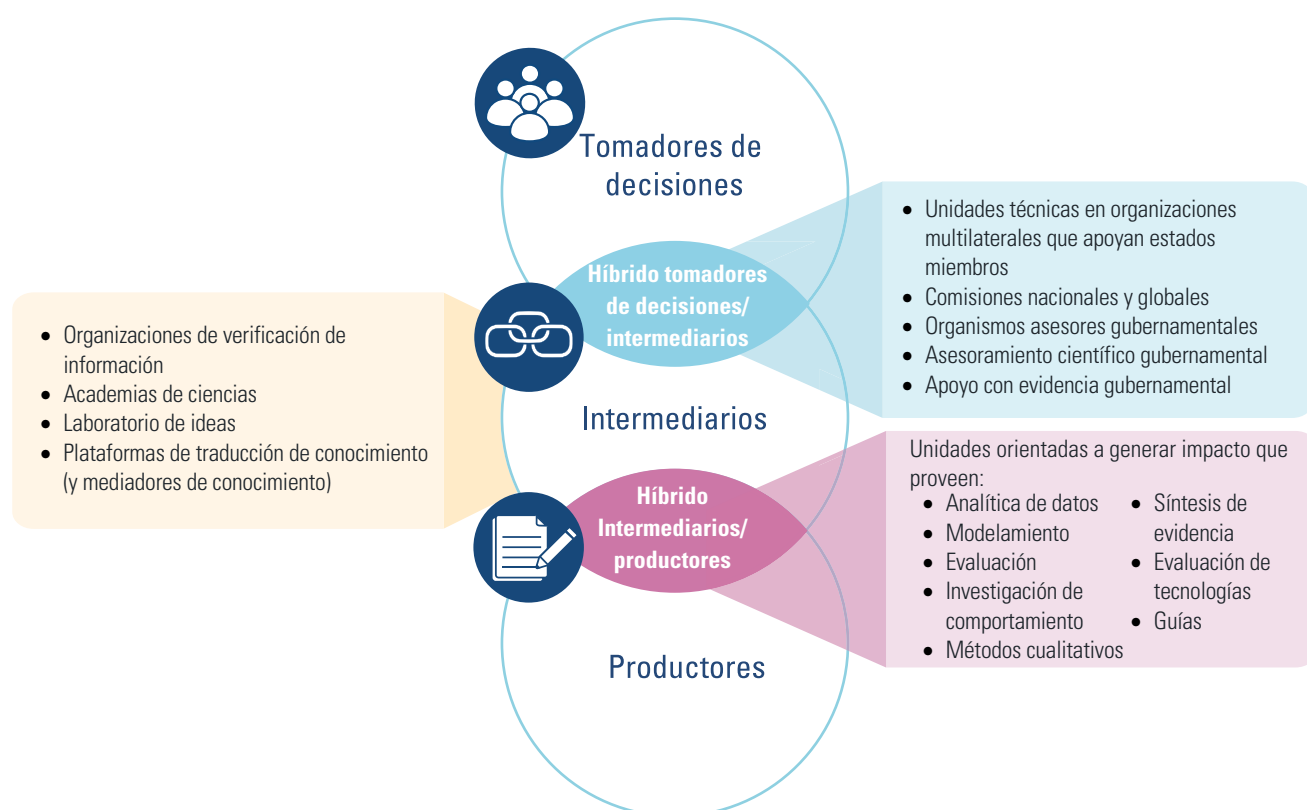 Tomadores de
decisiones
Híbrido tomadores
de decisiones/
intermediarios
• Unidades técnicas en organizaciones
multilaterales que apoyan estados
miembros
• Comisiones nacionales y globales
• Organismos asesores gubernamentales
• Asesoramiento científico gubernamental
• Apoyo con evidencia gubernamental
• Organizaciones de verificación de
información
• Academias de ciencias
• Laboratorio de ideas
• Plataformas de traducción de conocimiento
(y mediadores de conocimiento)
Intermediarios
Híbrido
Intermediarios/
productores
Unidades orientadas a generar impacto que
proveen:
• Analítica de datos
• Modelamiento
• Evaluación
• Investigación de
comportamiento
• Métodos cualitativos
• Síntesis de
evidencia
• Evaluación de
tecnologías
• Guías
Productores